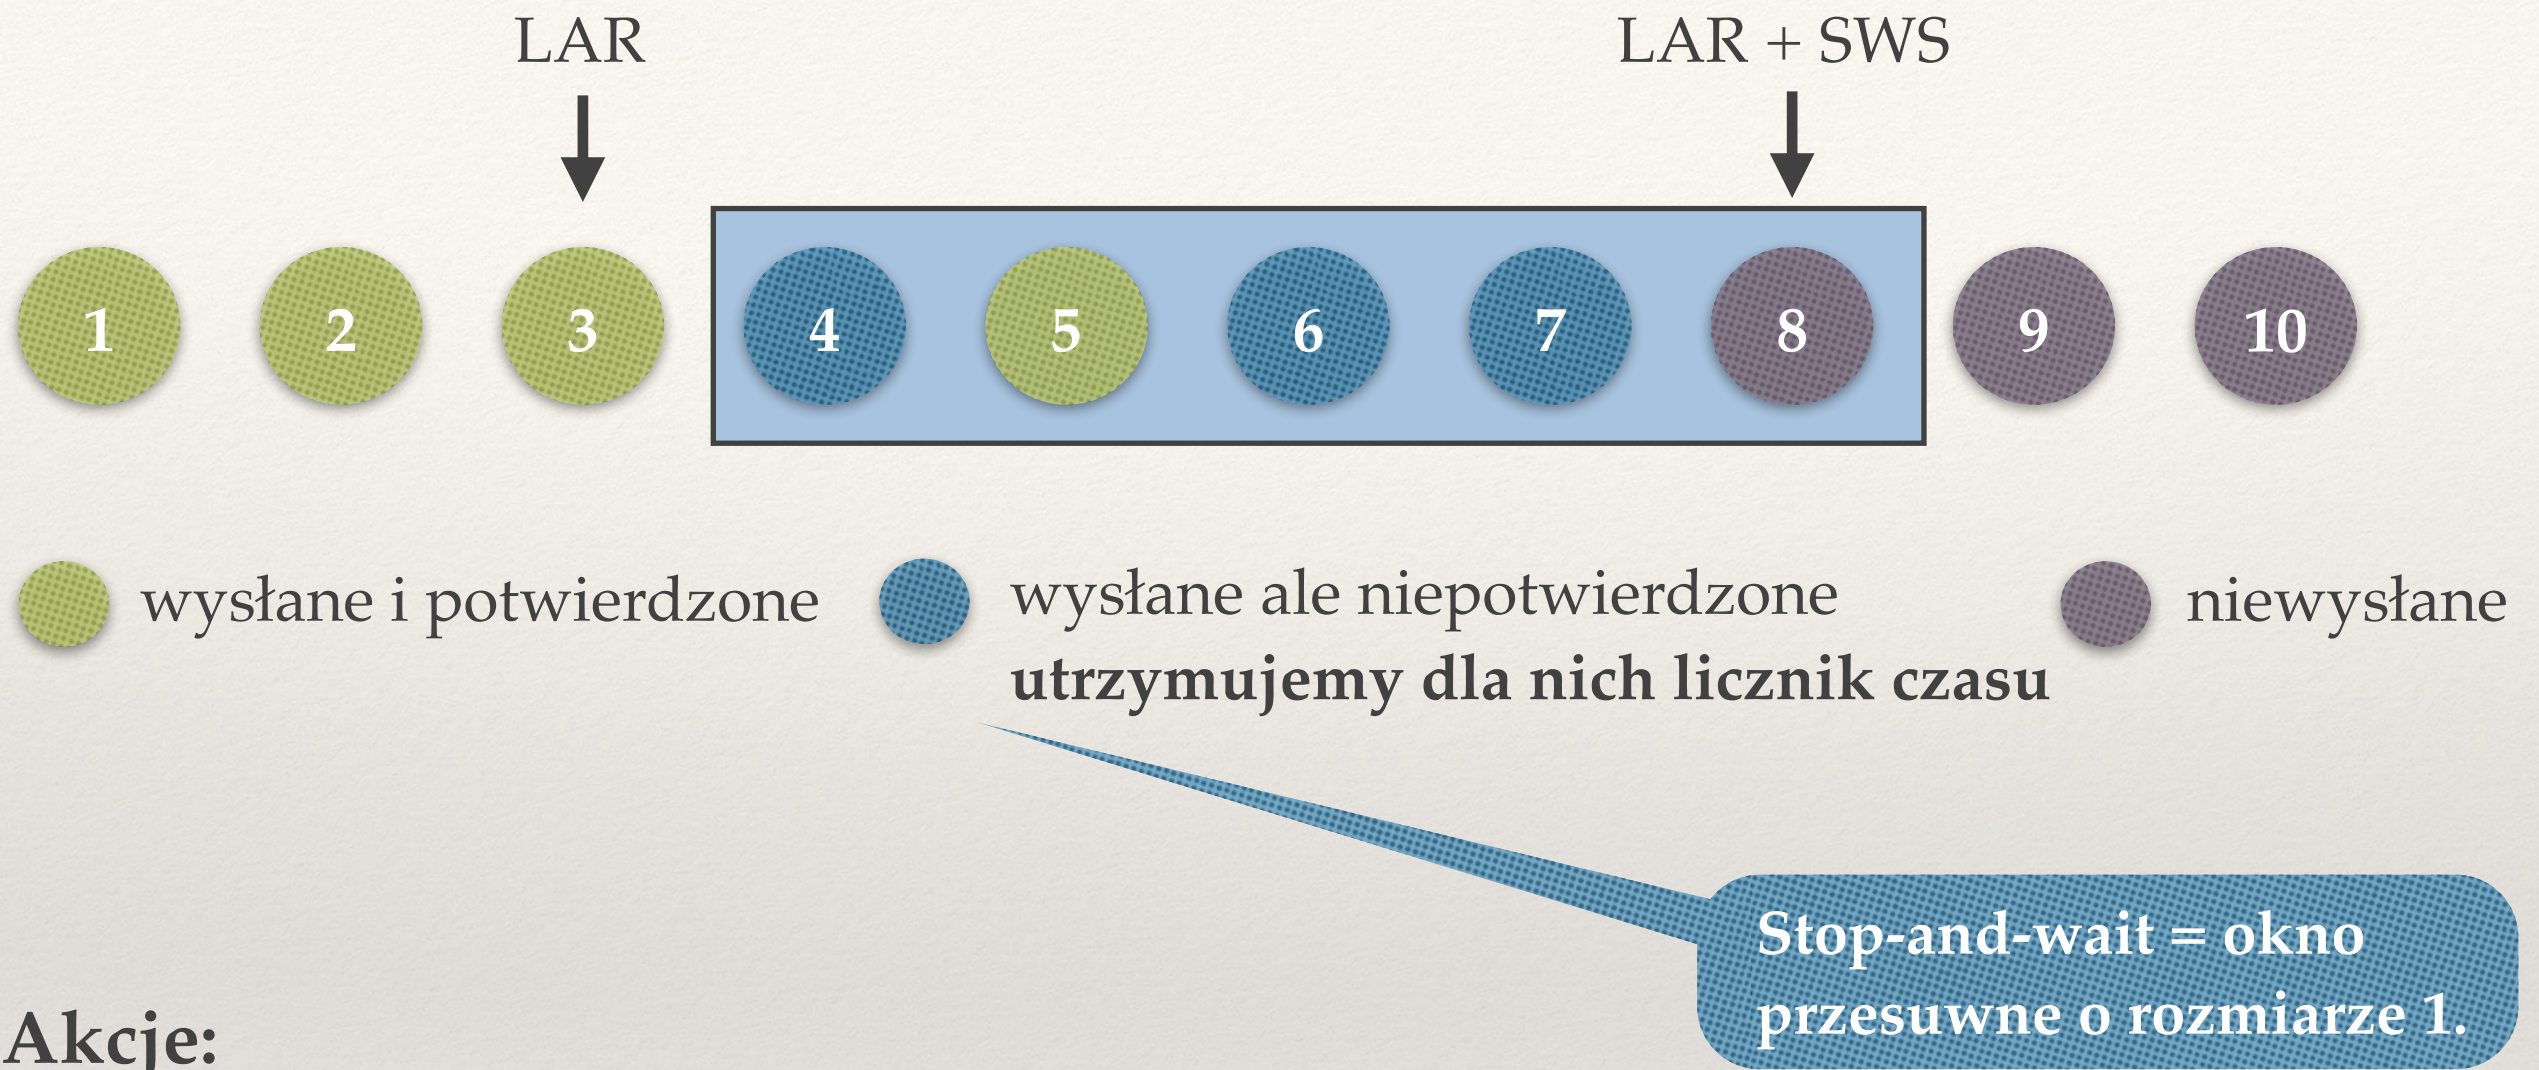 LAR
LAR + SWS
1 2 3 4 5 6 7 8 9 10
wysłane i potwierdzone
wysłane ale niepotwierdzone
utrzymujemy dla nich licznik czasu
niewysłane
Stop-and-wait = okno
przesuwne o rozmiarze 1.
Akcje: